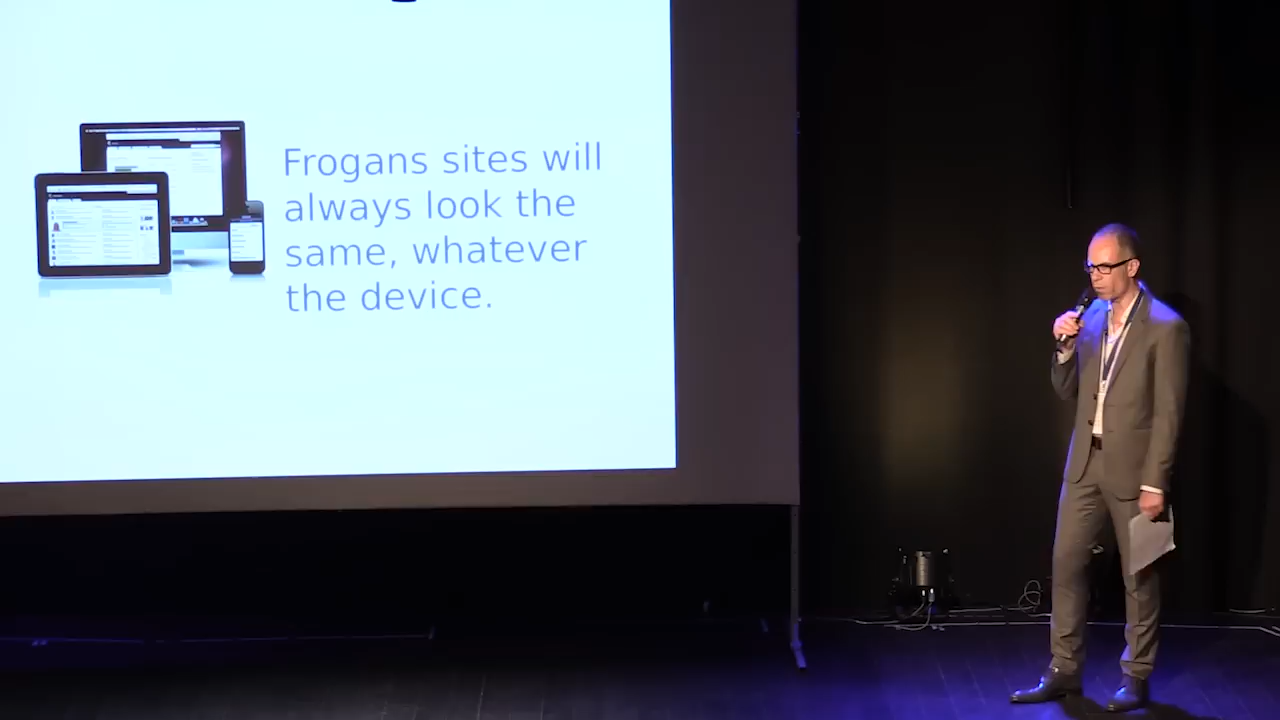 Frogans sites will
always look the
same, whatever
the device.